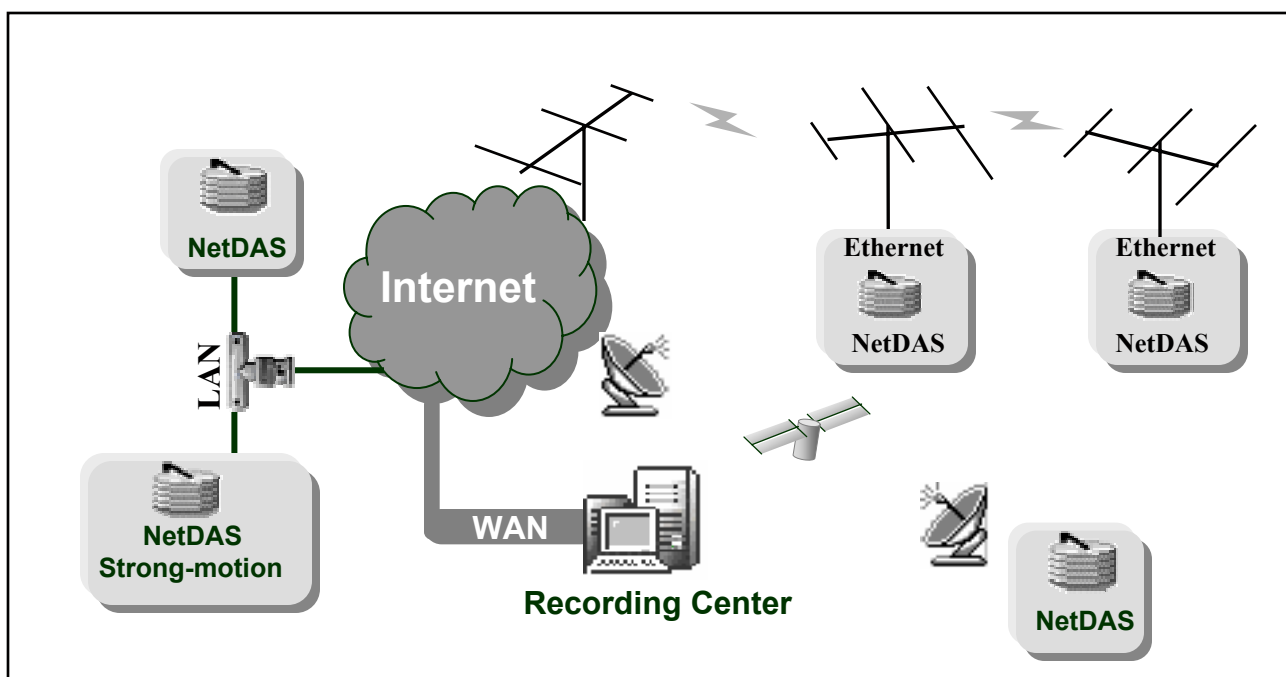 NetDAS
Internet
Ethernet
NetDAS
Ethernet
NetDAS
LAN
NetDAS
Strong-motion
WAN
Recording Center
NetDAS